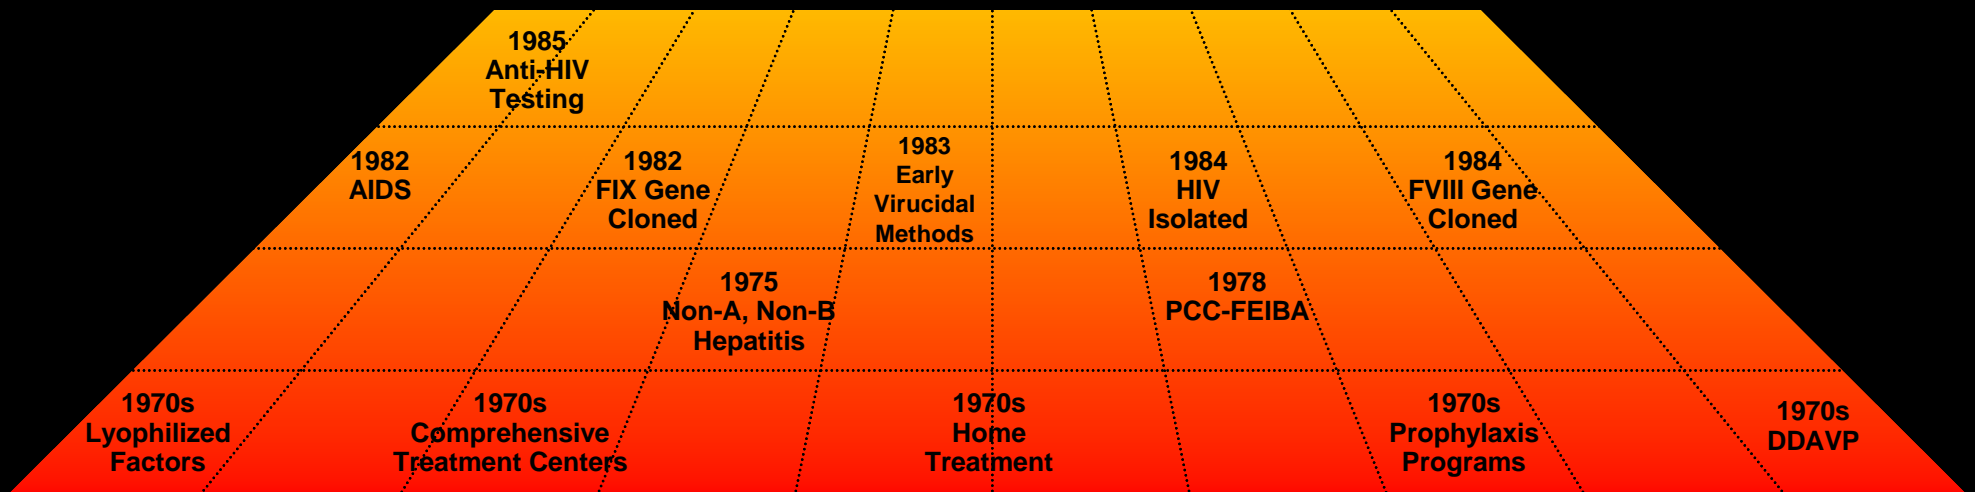 1985
Anti-HIV
Testing
1982
AIDS
1982
FIX Gene
Cloned
1983
Early
Virucidal
Methods
1984
HIV
Isolated
1984
FVIII Gene
Cloned
1975
Non-A, Non-B
Hepatitis
1978
PCC-FEIBA
1970s
Lyophilized
Factors
1970s
Comprehensive
Treatment Centers
1970s
Home
Treatment
1970s
Prophylaxis
Programs
1970s
DDAVP